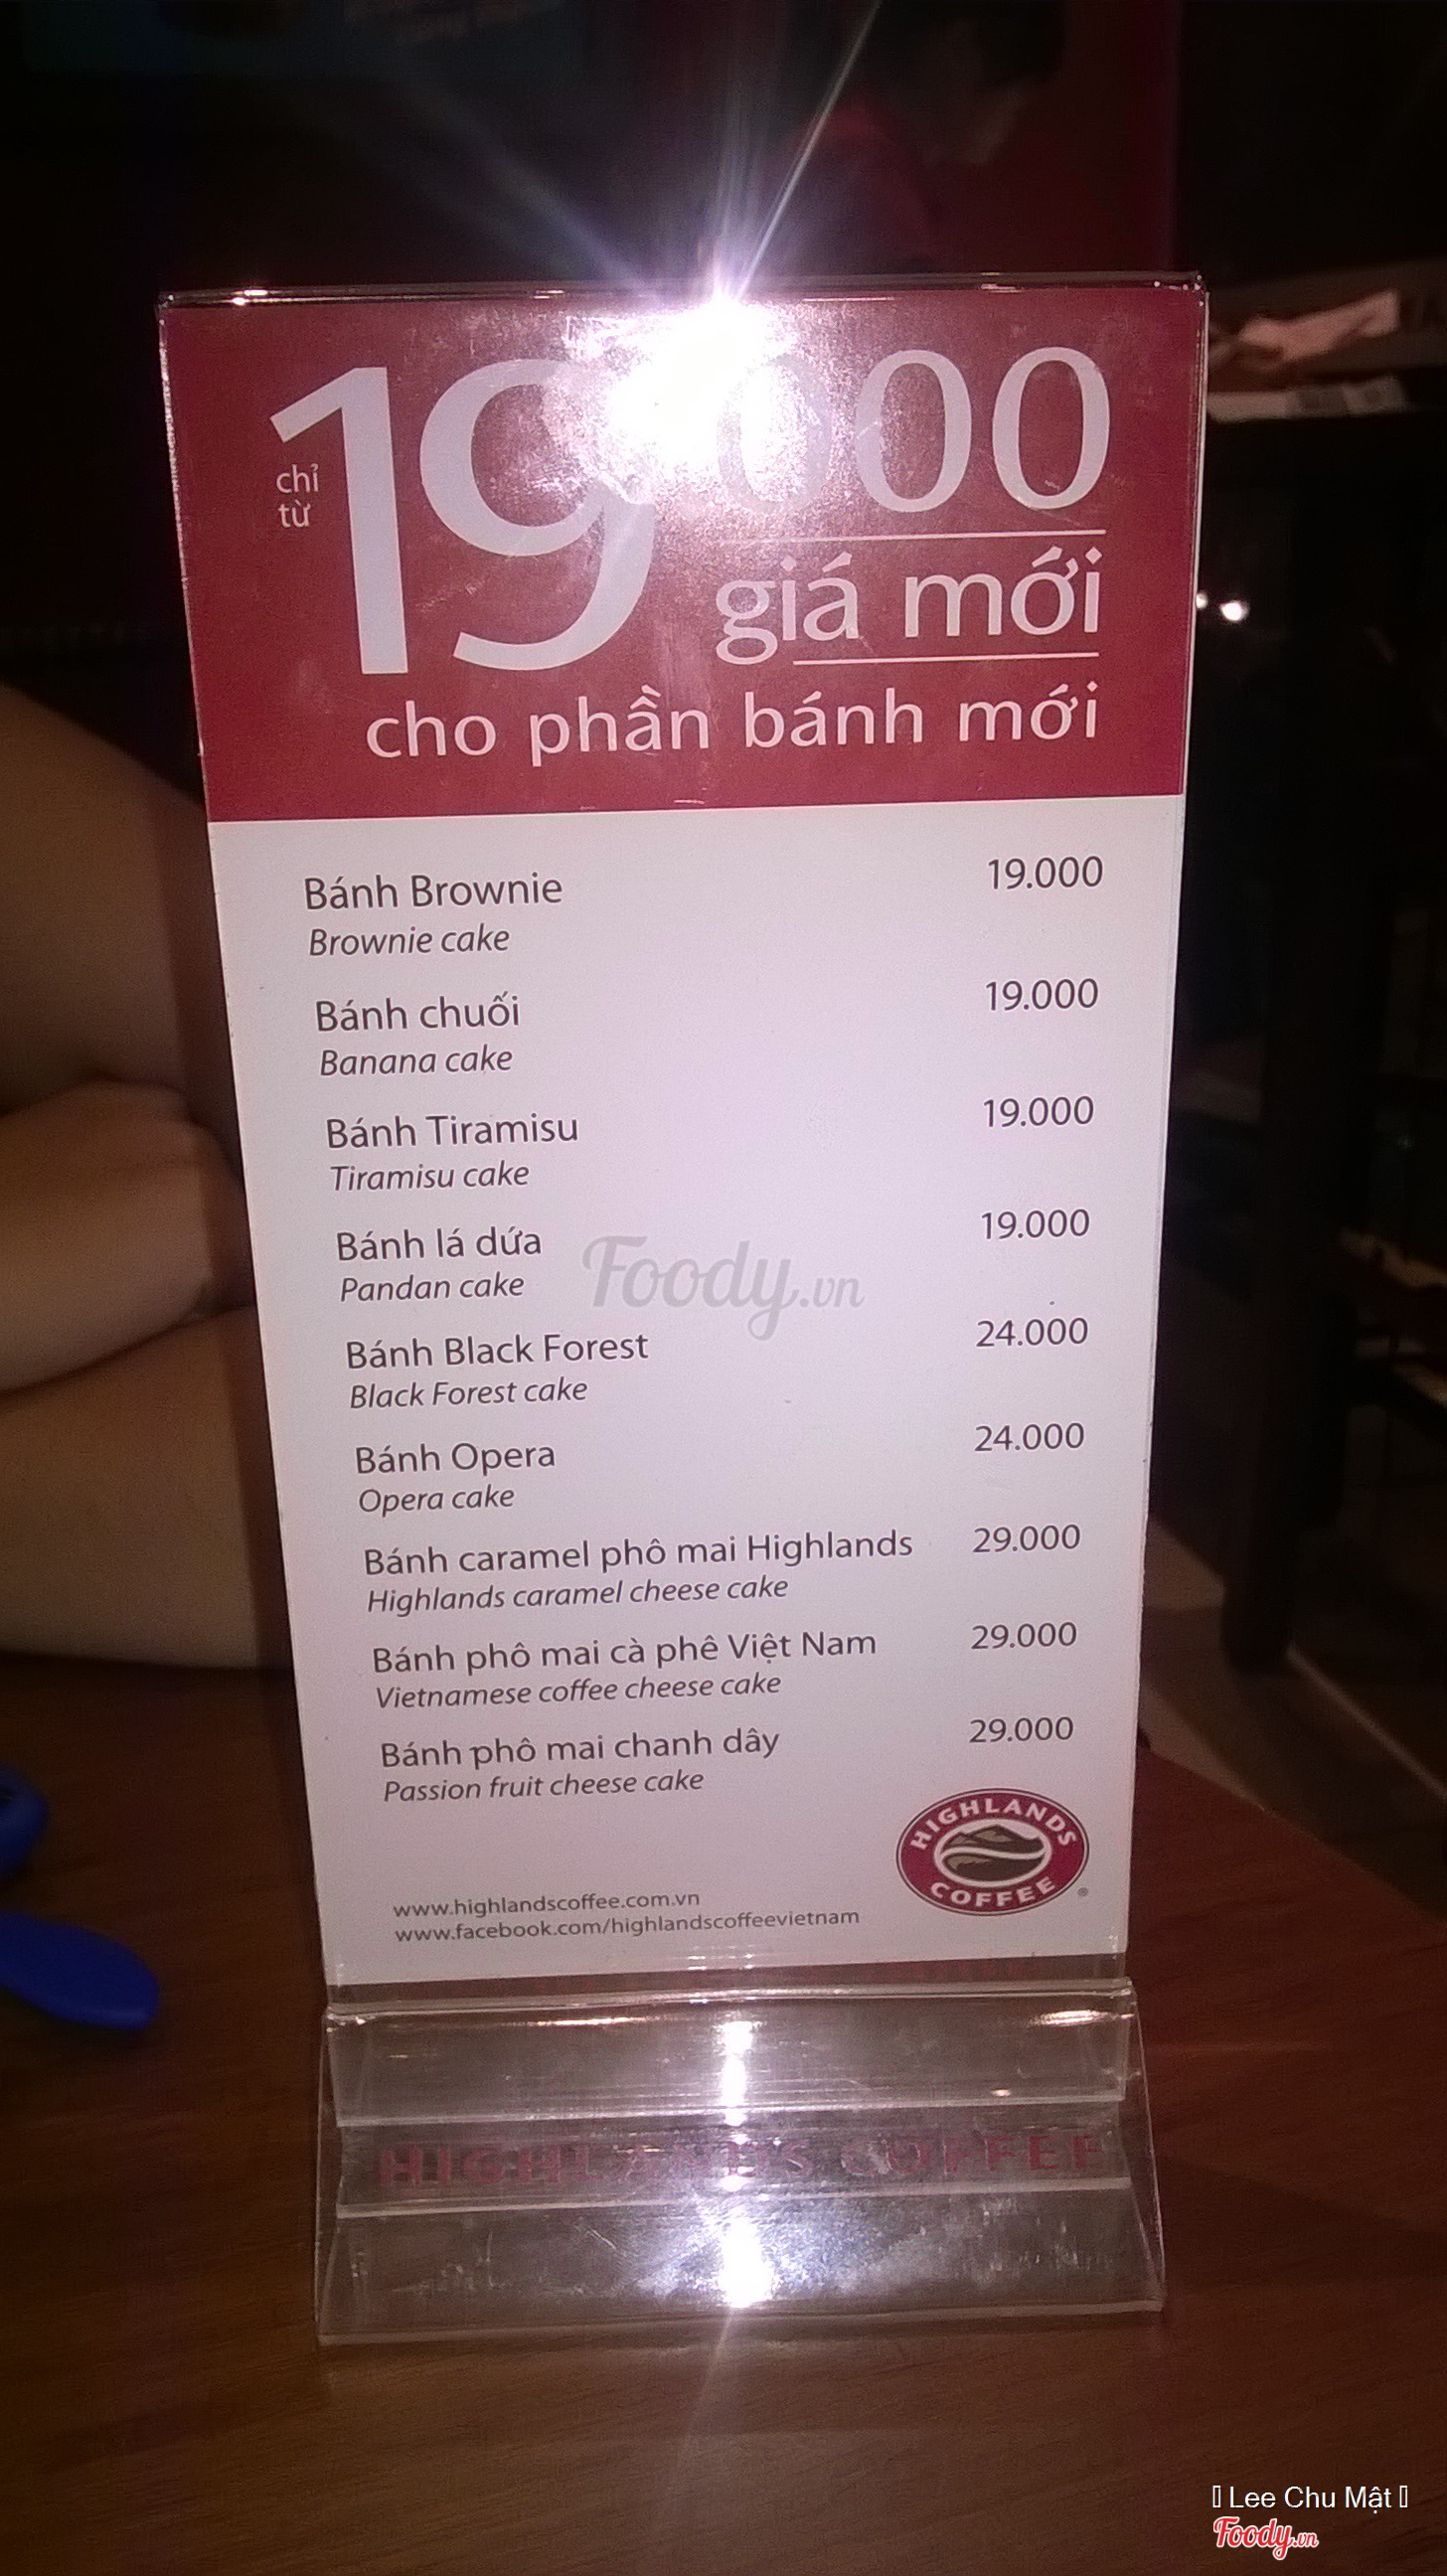 chỉ từ 19.000
giá mới
cho phần bánh mới
Bánh Brownie 19.000
Brownie cake
Bánh chuối 19.000
Banana cake
Bánh Tiramisu 19.000
Tiramisu cake
Bánh lá dứa 19.000
Pandan cake
Foody.vn
Bánh Black Forest 24.000
Black Forest cake
Bánh Opera 24.000
Opera cake
Bánh caramel phô mai Highlands 29.000
Highlands caramel cheese cake
Bánh phô mai cà phê Việt Nam 29.000
Vietnamese coffee cheese cake
Bánh phô mai chanh dây 29.000
Passion fruit cheese cake
HIGHLANDS COFFEE ®
www.highlandscoffee.com.vn
www.facebook.com/highlandscoffeevietnam
HIGHLANDS COFFEE
Lee Chu Mật
Foody.vn